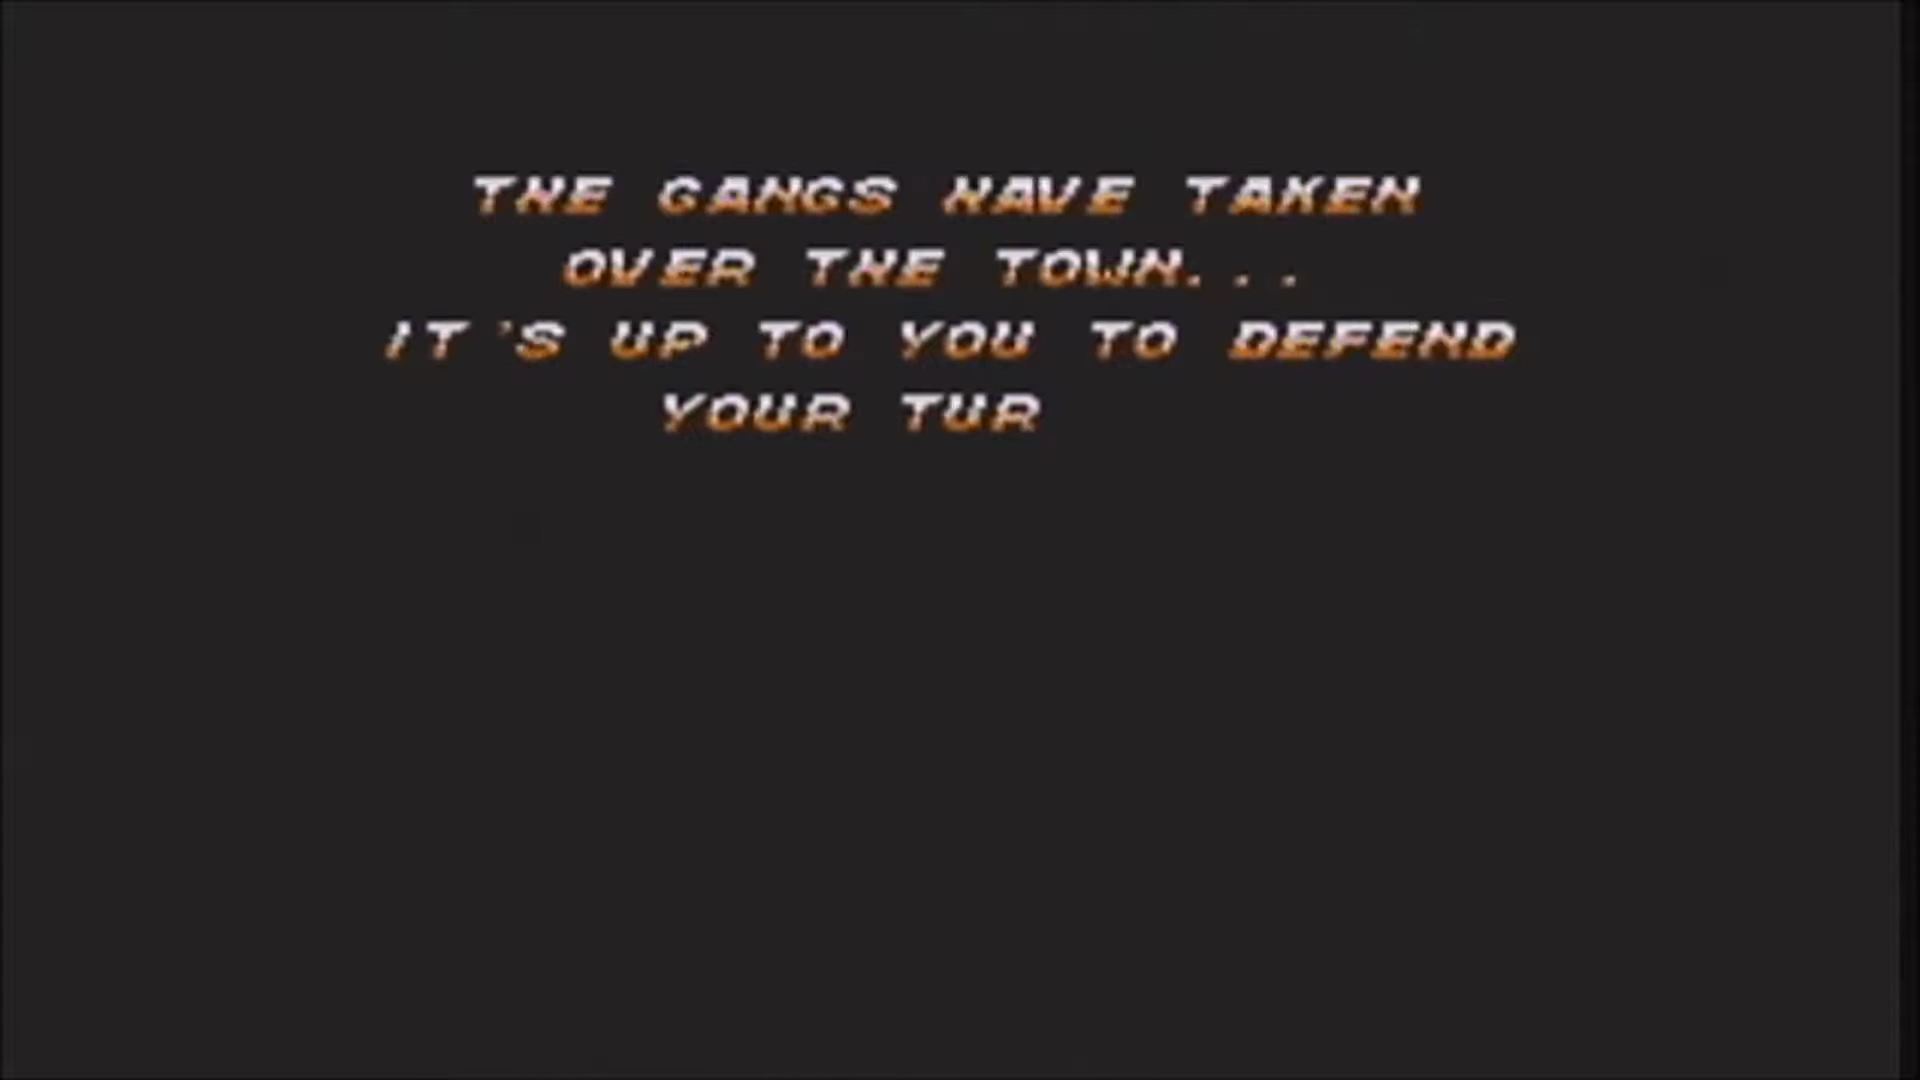 THE GANGS HAVE TAKEN
OVER THE TOWN...
IT'S UP TO YOU TO DEFEND
YOUR TUR